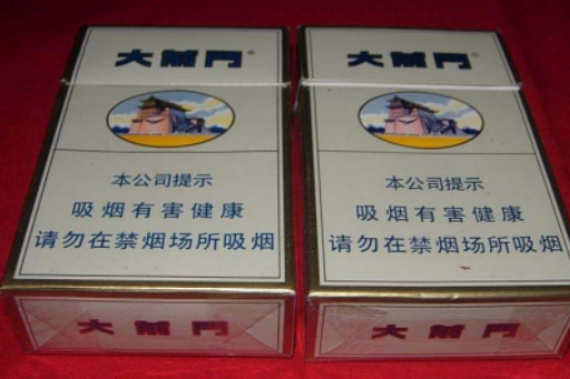 大前門®
本公司提示
吸烟有害健康
请勿在禁烟场所吸烟
大前門
大前門®
本公司提示
吸烟有害健康
请勿在禁烟场所吸烟
大前門